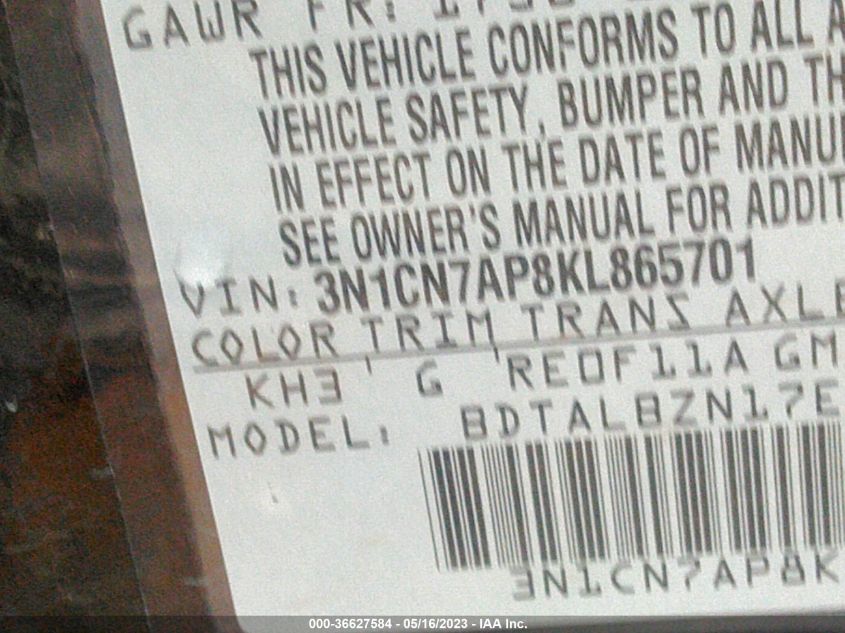 GAWR FR:
THIS VEHICLE CONFORMS TO ALL A
VEHICLE SAFETY, BUMPER AND TH
IN EFFECT ON THE DATE OF MANU
SEE OWNER'S MANUAL FOR ADDIT
VIN: 3N1CN7AP8KL865701
COLOR TRIM TRANS AXLE
KH3 G RE0F11A GM
MODEL: BDTALBZN17E
3N1CN7AP8K
000-36627584 - 05/16/2023 - IAA Inc.